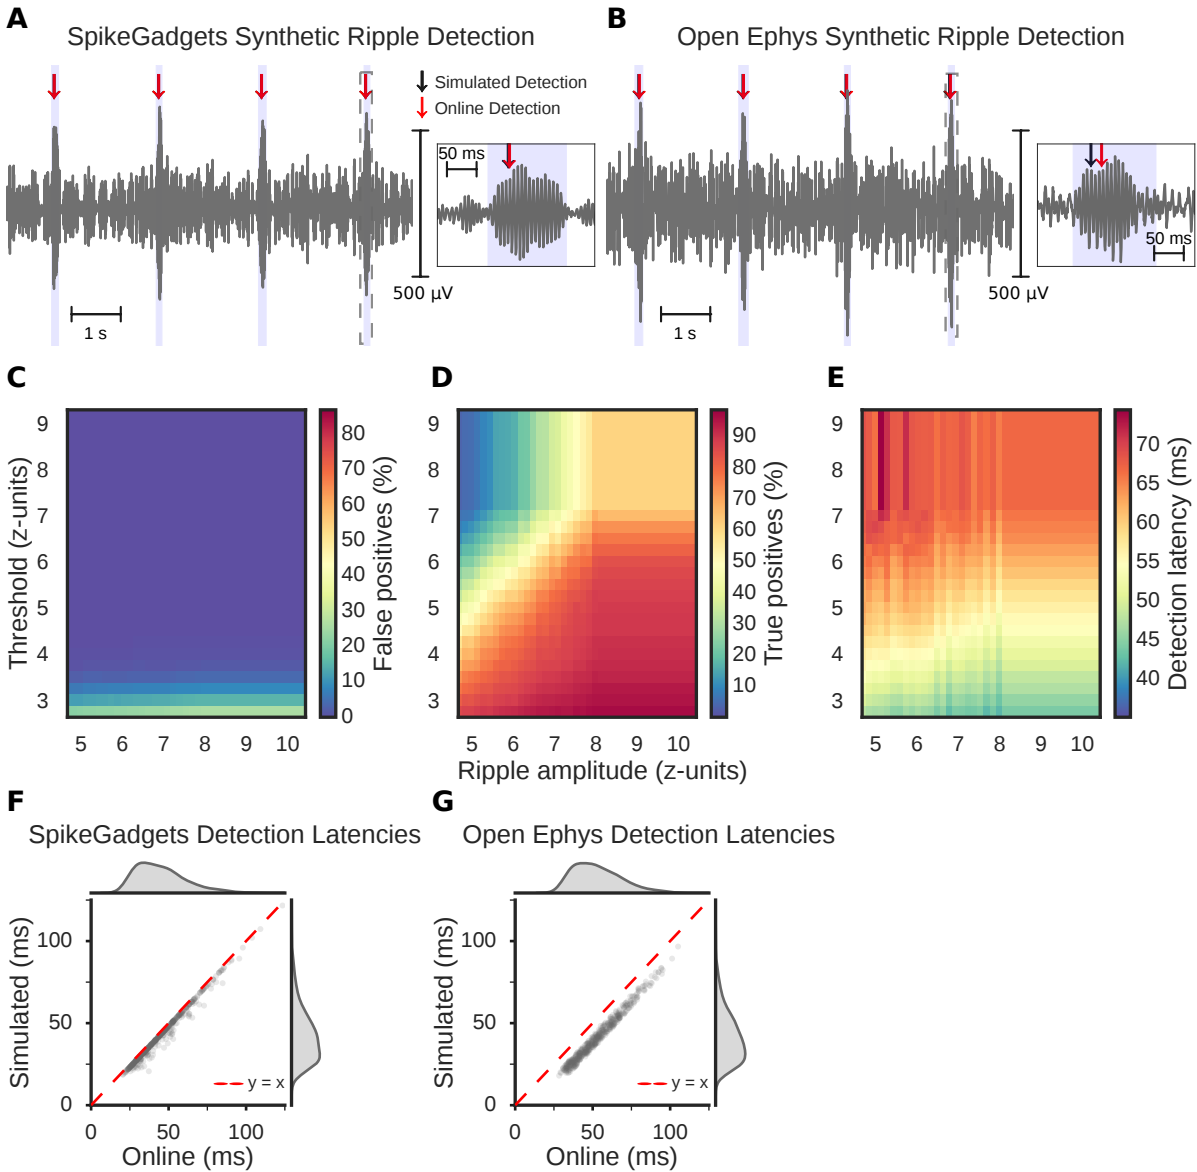 A
SpikeGadgets Synthetic Ripple Detection
Simulated Detection
Online Detection
50 ms
500 μV
1 s
B
Open Ephys Synthetic Ripple Detection
50 ms
500 μV
1 s
C
Threshold (z-units)
9
8
7
6
5
4
3
5 6 7 8 9 10
80
70
60
50
40
30
20
10
0
False positives (%)
D
9
8
7
6
5
4
3
5 6 7 8 9 10
Ripple amplitude (z-units)
90
80
70
60
50
40
30
20
10
True positives (%)
E
9
8
7
6
5
4
3
5 6 7 8 9 10
70
65
60
55
50
45
40
Detection latency (ms)
F
SpikeGadgets Detection Latencies
Simulated (ms)
100
50
0
y = x
0 50 100
Online (ms)
G
Open Ephys Detection Latencies
Simulated (ms)
100
50
0
y = x
0 50 100
Online (ms)